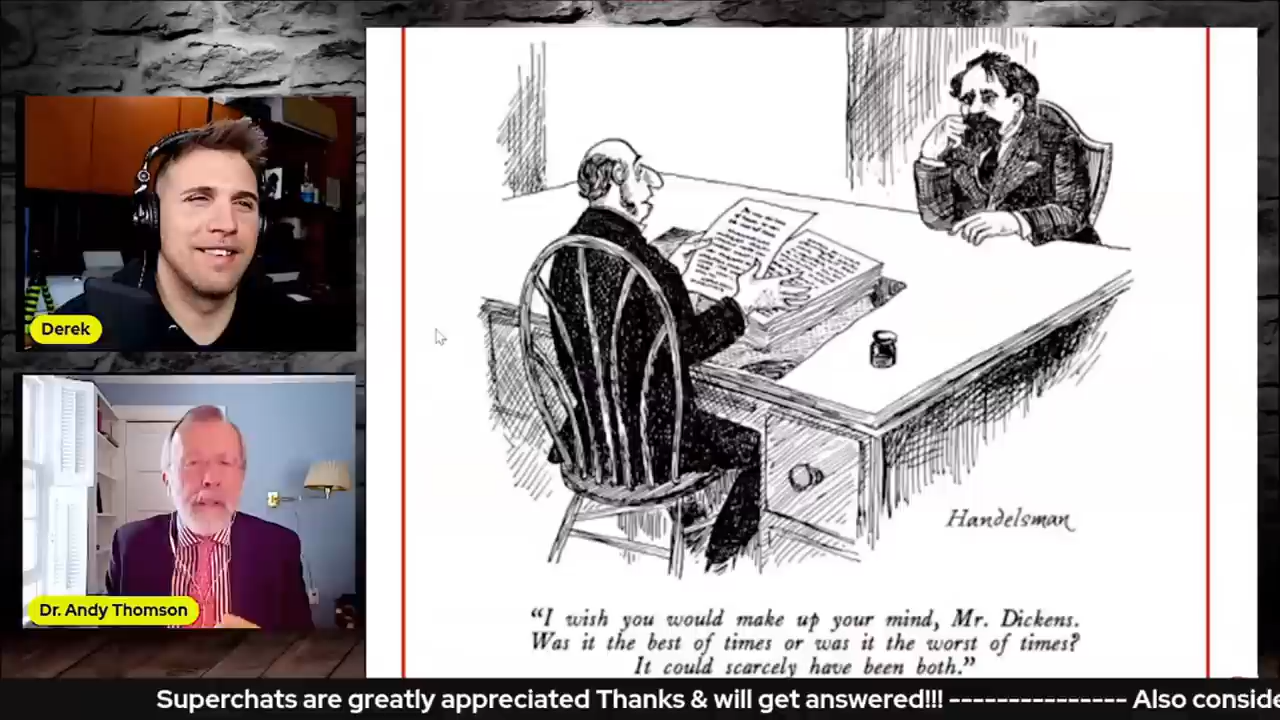 Derek
Dr. Andy Thomson
Handelsman
“I wish you would make up your mind, Mr. Dickens.
Was it the best of times or was it the worst of times?
It could scarcely have been both.”
Superchats are greatly appreciated Thanks & will get answered!!! --------------- Also conside